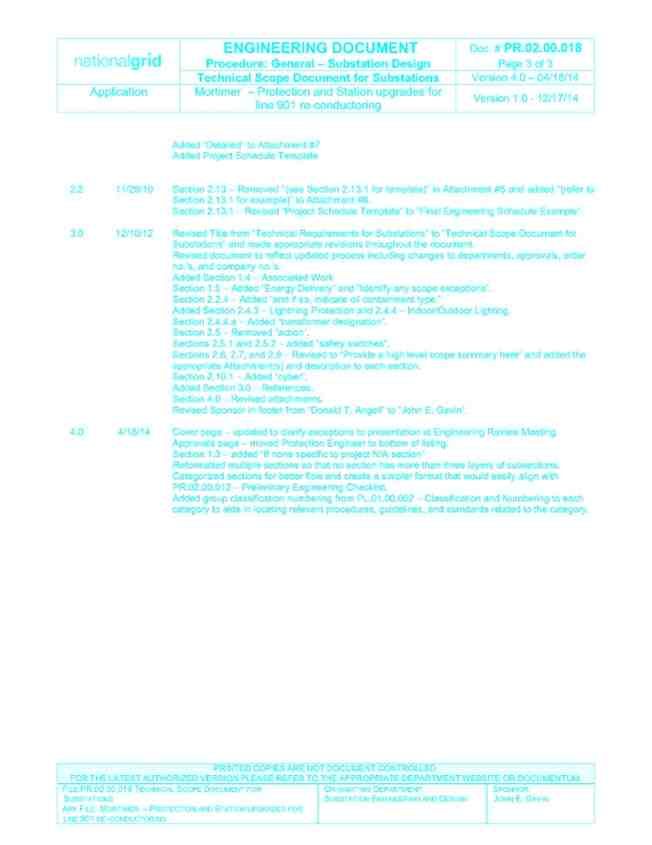 nationalgrid
ENGINEERING DOCUMENT
Procedure: General – Substation Design
Technical Scope Document for Substations
Doc. # PR.02.00.018
Page 3 of 3
Version 4.0 – 04/18/14
Application
Mortimer – Protection and Station upgrades for
line 901 re-conductoring
Version 1.0 - 12/17/14
Added "Detailed" to Attachment #7
Added Project Schedule Template
2.2 11/29/10 Section 2.13 – Removed "(see Section 2.13.1 for template)" in Attachment #5 and added "(refer to
Section 2.13.1 for example)" to Attachment #8.
Section 2.13.1 – Revised "Project Schedule Template" to "Final Engineering Schedule Example".
3.0 12/10/12 Revised Title from "Technical Requirements for Substations" to "Technical Scope Document for
Substations" and made appropriate revisions throughout the document.
Revised document to reflect updated process including changes to departments, approvals, order
no.'s, and company no.'s.
Added Section 1.4 – Associated Work
Section 1.5 – Added "Energy Delivery" and "Identify any scope exceptions".
Section 2.2.4 – Added "and if so, indicate oil containment type."
Added Section 2.4.3 – Lightning Protection and 2.4.4 – Indoor/Outdoor Lighting.
Section 2.4.4.a – Added "transformer designation".
Section 2.5 – Removed "action".
Sections 2.5.1 and 2.5.2 – added "safety switches".
Sections 2.6, 2.7, and 2.9 – Revised to "Provide a high level scope summary here" and added the
appropriate Attachment(s) and description to each section.
Section 2.10.1 – Added "cyber".
Added Section 3.0 – References.
Section 4.0 – Revised attachments.
Revised Sponsor in footer from "Donald T. Angell" to "John E. Gavin".
4.0 4/18/14 Cover page – updated to clarify exceptions to presentation at Engineering Review Meeting.
Approvals page – moved Protection Engineer to bottom of listing.
Section 1.3 – added "If none specific to project N/A section"
Reformatted multiple sections so that no section has more than three layers of subsections.
Categorized sections for better flow and create a simpler format that would easily align with
PR.02.00.012 – Preliminary Engineering Checklist.
Added group classification numbering from PL.01.00.002 – Classification and Numbering to each
category to aide in locating relevant procedures, guidelines, and standards related to the category.
PRINTED COPIES ARE NOT DOCUMENT CONTROLLED.
FOR THE LATEST AUTHORIZED VERSION PLEASE REFER TO THE APPROPRIATE DEPARTMENT WEBSITE OR DOCUMENTUM.
FILE: PR.02.00.018 TECHNICAL SCOPE DOCUMENT FOR
SUBSTATIONS
APP FILE: MORTIMER – PROTECTION AND STATION UPGRADES FOR
LINE 901 RE-CONDUCTORING
ORIGINATING DEPARTMENT:
SUBSTATION ENGINEERING AND DESIGN
SPONSOR:
JOHN E. GAVIN